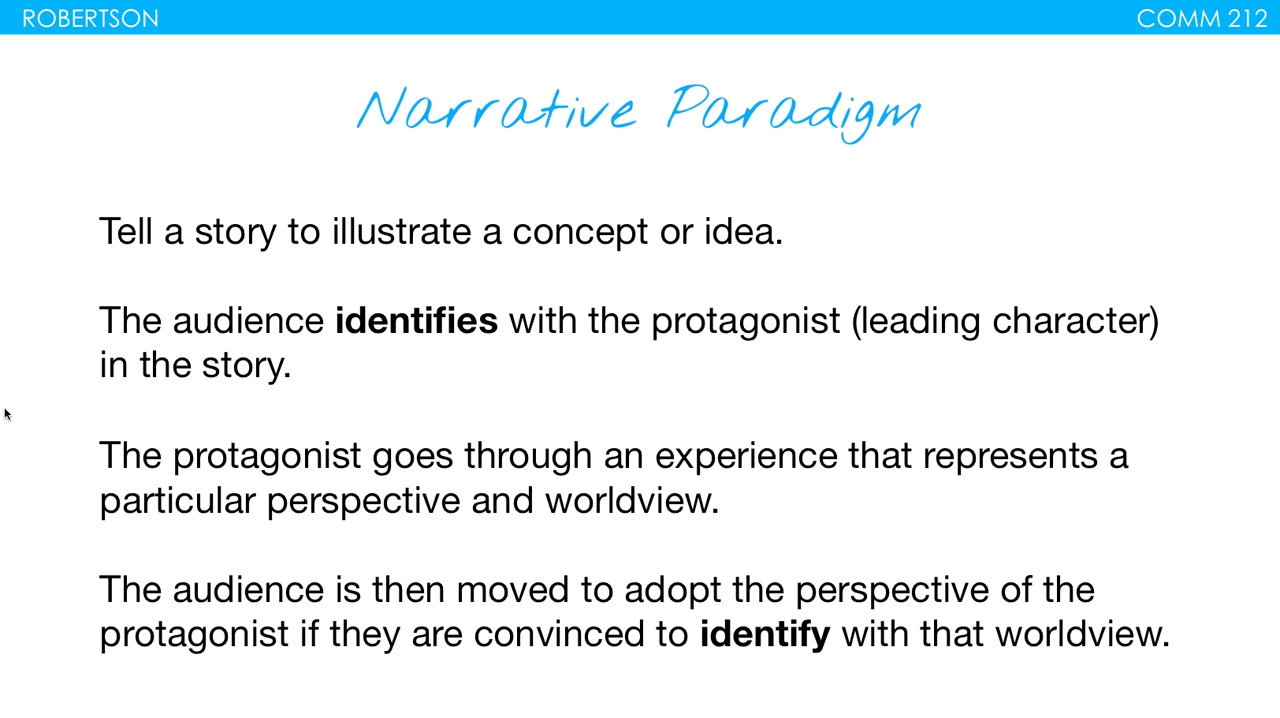 ROBERTSON COMM 212
Narrative Paradigm
Tell a story to illustrate a concept or idea.
The audience identifies with the protagonist (leading character)
in the story.
The protagonist goes through an experience that represents a
particular perspective and worldview.
The audience is then moved to adopt the perspective of the
protagonist if they are convinced to identify with that worldview.